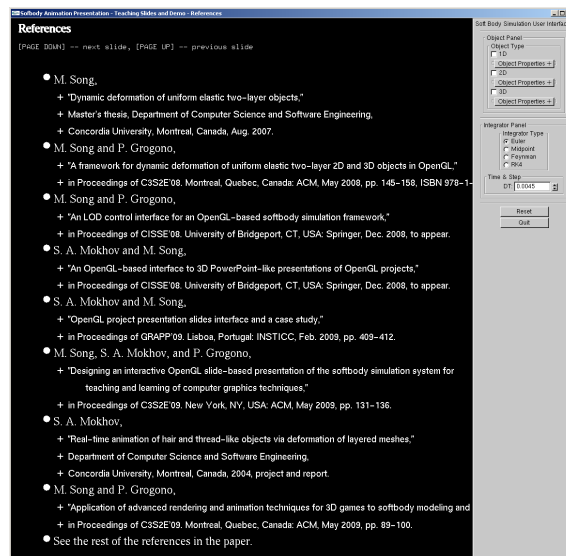 Softbody Animation Presentation - Teaching Slides and Demo - References
References
[PAGE DOWN] -- next slide, [PAGE UP] -- previous slide
M. Song,
+ "Dynamic deformation of uniform elastic two-layer objects,"
+ Master's thesis, Department of Computer Science and Software Engineering,
+ Concordia University, Montreal, Canada, Aug. 2007.
M. Song and P. Grogono,
+ "A framework for dynamic deformation of uniform elastic two-layer 2D and 3D objects in OpenGL,"
+ in Proceedings of C3S2E'08. Montreal, Quebec, Canada: ACM, May 2008, pp. 145-158, ISBN 978-1-
M. Song and P. Grogono,
+ "An LOD control interface for an OpenGL-based softbody simulation framework,"
+ in Proceedings of CISSE'08. University of Bridgeport, CT, USA: Springer, Dec. 2008, to appear.
S. A. Mokhov and M. Song,
+ "An OpenGL-based interface to 3D PowerPoint-like presentations of OpenGL projects,"
+ in Proceedings of CISSE'08. University of Bridgeport, CT, USA: Springer, Dec. 2008, to appear.
S. A. Mokhov and M. Song,
+ "OpenGL project presentation slides interface and a case study,"
+ in Proceedings of GRAPP'09. Lisboa, Portugal: INSTICC, Feb. 2009, pp. 409-412.
M. Song, S. A. Mokhov, and P. Grogono,
+ "Designing an interactive OpenGL slide-based presentation of the softbody simulation system for
teaching and learning of computer graphics techniques,"
+ in Proceedings of C3S2E'09. New York, NY, USA: ACM, May 2009, pp. 131-136.
S. A. Mokhov,
+ "Real-time animation of hair and thread-like objects via deformation of layered meshes,"
+ Department of Computer Science and Software Engineering,
+ Concordia University, Montreal, Canada, 2004, project and report.
M. Song and P. Grogono,
+ "Application of advanced rendering and animation techniques for 3D games to softbody modeling and
+ in Proceedings of C3S2E'09. Montreal, Quebec, Canada: ACM, May 2009, pp. 89-100.
See the rest of the references in the paper.
Soft Body Simulation User Interfac
Object Panel
Object Type
1D
Object Properties +
2D
Object Properties +
3D
Object Properties +
Integrator Panel
Integrator Type
Euler
Midpoint
Feynman
RK4
Time & Step
DT: 0.0045
Reset
Quit